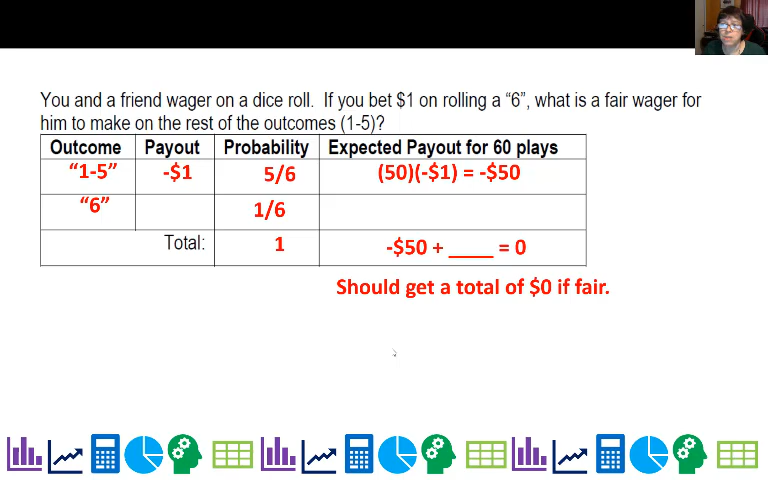 You and a friend wager on a dice roll. If you bet $1 on rolling a “6”, what is a fair wager for
him to make on the rest of the outcomes (1-5)?
Outcome Payout Probability Expected Payout for 60 plays
“1-5” -$1 5/6 (50)(-$1) = -$50
“6” 1/6
Total: 1 -$50 + ____ = 0
Should get a total of $0 if fair.